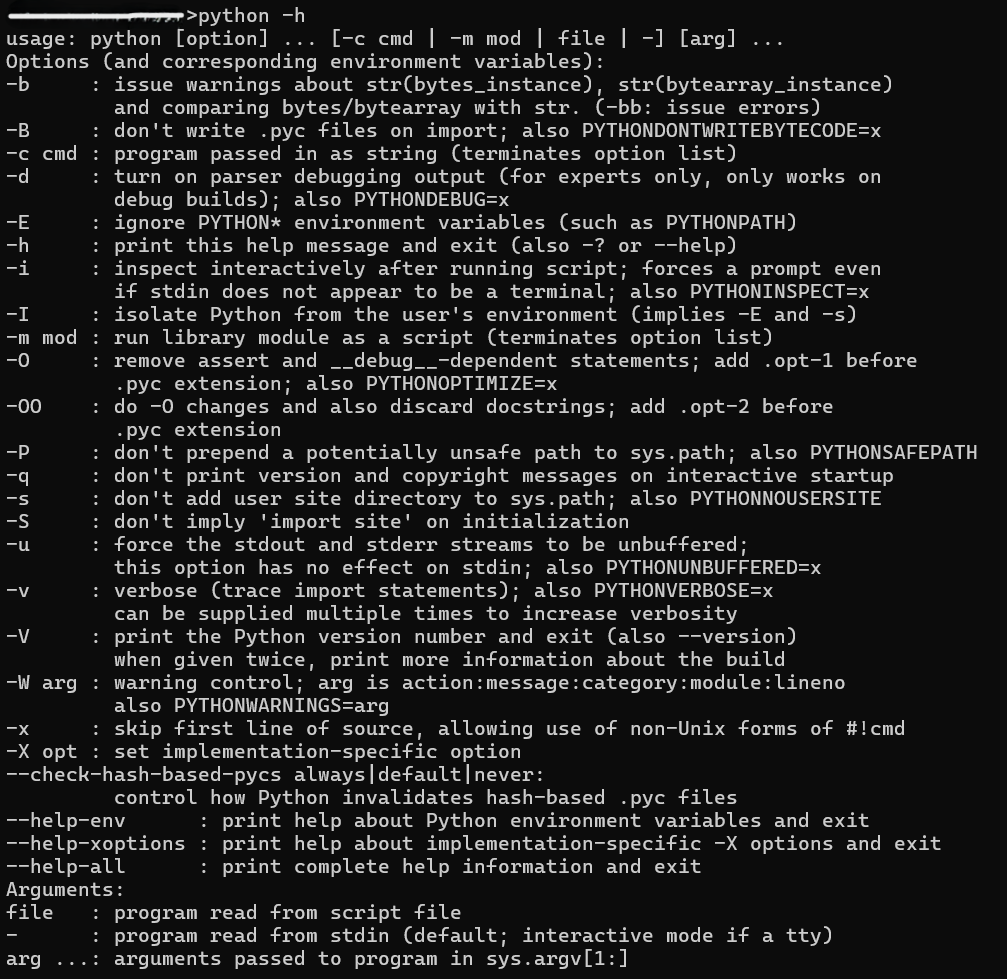 >python -h
usage: python [option] ... [-c cmd | -m mod | file | -] [arg] ...
Options (and corresponding environment variables):
-b     : issue warnings about str(bytes_instance), str(bytearray_instance)
         and comparing bytes/bytearray with str. (-bb: issue errors)
-B     : don't write .pyc files on import; also PYTHONDONTWRITEBYTECODE=x
-c cmd : program passed in as string (terminates option list)
-d     : turn on parser debugging output (for experts only, only works on
         debug builds); also PYTHONDEBUG=x
-E     : ignore PYTHON* environment variables (such as PYTHONPATH)
-h     : print this help message and exit (also -? or --help)
-i     : inspect interactively after running script; forces a prompt even
         if stdin does not appear to be a terminal; also PYTHONINSPECT=x
-I     : isolate Python from the user's environment (implies -E and -s)
-m mod : run library module as a script (terminates option list)
-O     : remove assert and __debug__-dependent statements; add .opt-1 before
         .pyc extension; also PYTHONOPTIMIZE=x
-OO    : do -O changes and also discard docstrings; add .opt-2 before
         .pyc extension
-P     : don't prepend a potentially unsafe path to sys.path; also PYTHONSAFEPATH
-q     : don't print version and copyright messages on interactive startup
-s     : don't add user site directory to sys.path; also PYTHONNOUSERSITE
-S     : don't imply 'import site' on initialization
-u     : force the stdout and stderr streams to be unbuffered;
         this option has no effect on stdin; also PYTHONUNBUFFERED=x
-v     : verbose (trace import statements); also PYTHONVERBOSE=x
         can be supplied multiple times to increase verbosity
-V     : print the Python version number and exit (also --version)
         when given twice, print more information about the build
-W arg : warning control; arg is action:message:category:module:lineno
         also PYTHONWARNINGS=arg
-x     : skip first line of source, allowing use of non-Unix forms of #!cmd
-X opt : set implementation-specific option
--check-hash-based-pycs always|default|never:
         control how Python invalidates hash-based .pyc files
--help-env      : print help about Python environment variables and exit
--help-xoptions : print help about implementation-specific -X options and exit
--help-all      : print complete help information and exit
Arguments:
file   : program read from script file
-      : program read from stdin (default; interactive mode if a tty)
arg ...: arguments passed to program in sys.argv[1:]